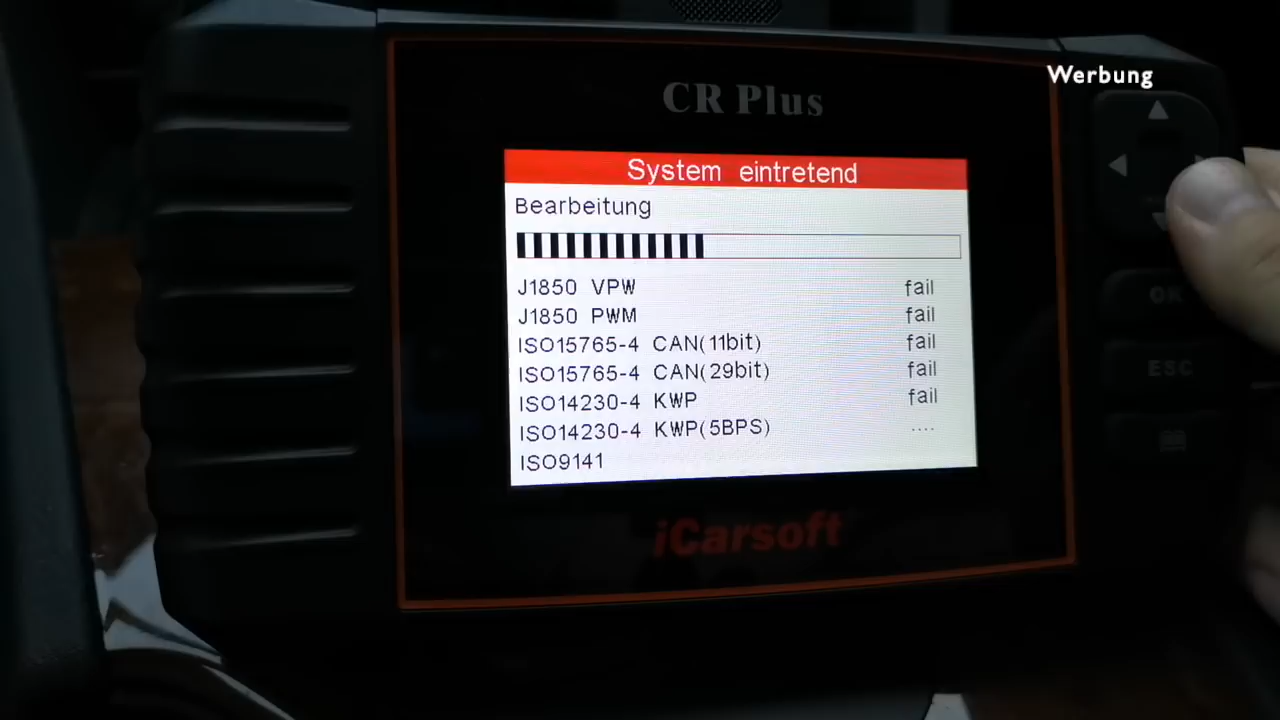 Werbung
CR Plus
System eintretend
Bearbeitung
J1850 VPW fail
J1850 PWM fail
ISO15765-4 CAN(11bit) fail
ISO15765-4 CAN(29bit) fail
ISO14230-4 KWP fail
ISO14230-4 KWP(5BPS) ....
ISO9141
OK
ESC
iCarsoft